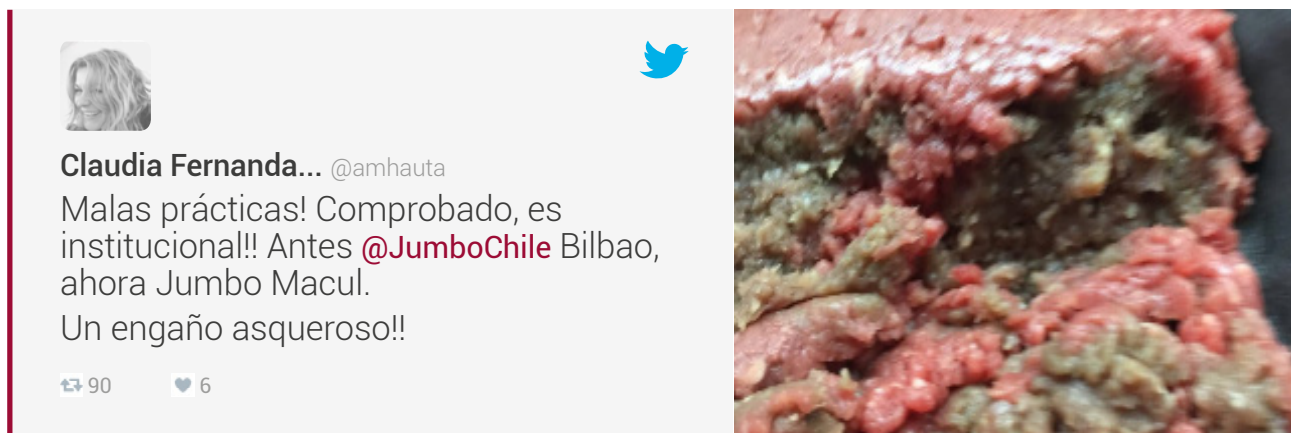 Claudia Fernanda... @amhauta
Malas prácticas! Comprobado, es
institucional!! Antes @JumboChile Bilbao,
ahora Jumbo Macul.
Un engaño asqueroso!!
90 6